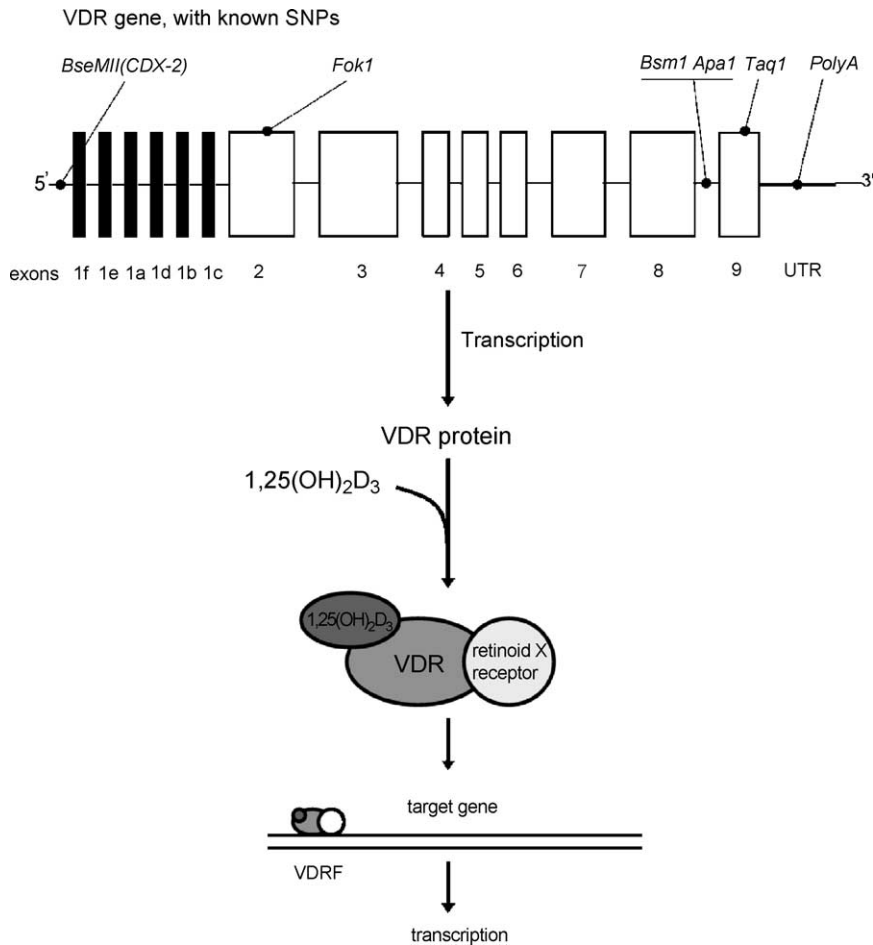 VDR gene, with known SNPs
BseMII(CDX-2) Fok1 Bsm1 Apa1 Taq1 PolyA
5' 3'
exons 1f 1e 1a 1d 1b 1c 2 3 4 5 6 7 8 9 UTR
Transcription
VDR protein
1,25(OH)₂D₃
1,25(OH)₂D₃
VDR
retinoid X
receptor
target gene
VDRF
transcription